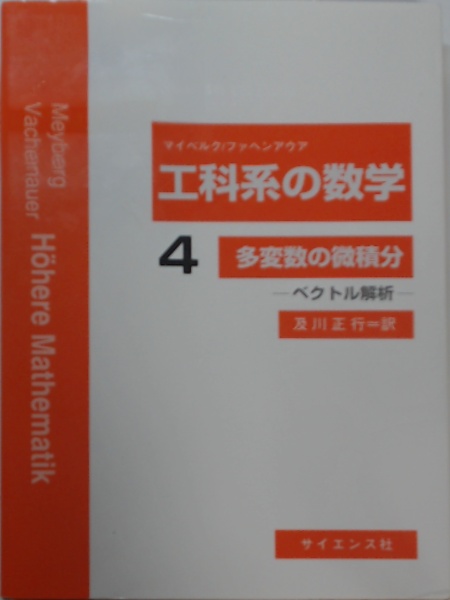 Meyberg
Vachenauer
Höhere Mathematik
マイベルク/ファヘンアウア
工科系の数学
4
多変数の微積分
―ベクトル解析―
及川正行=訳
サイエンス社